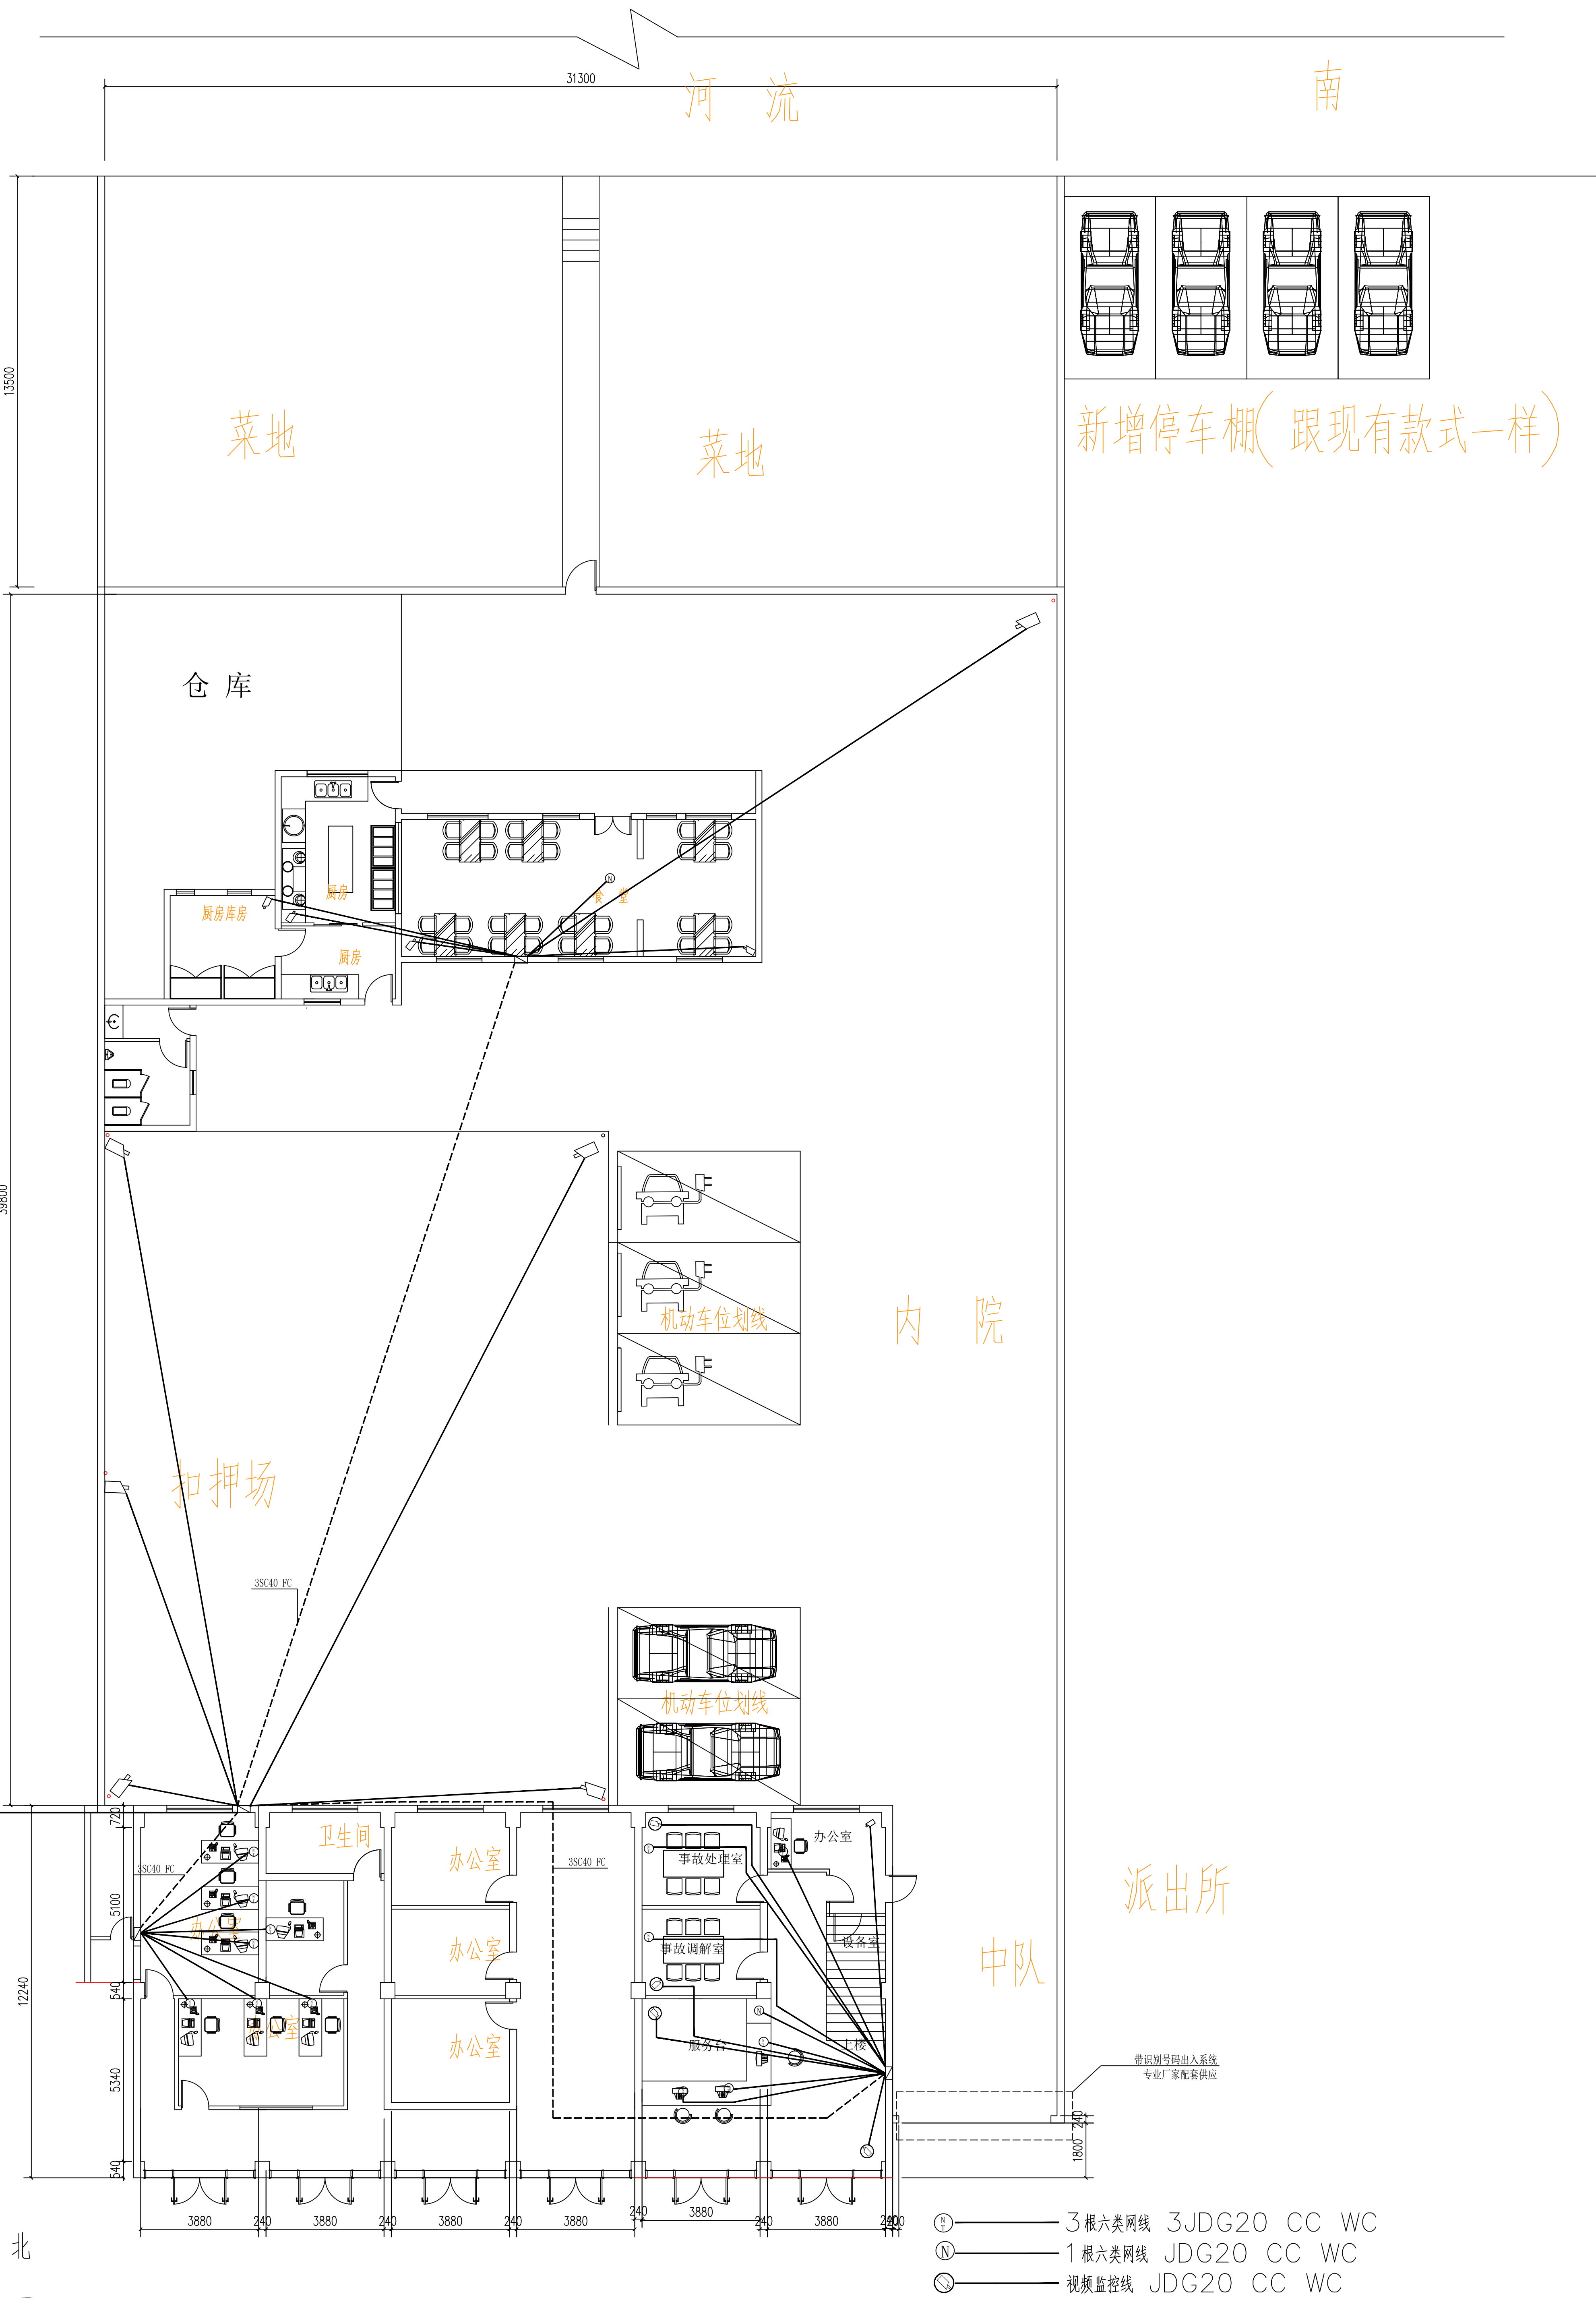 31300
河 流
南
13500
菜地
菜地
新增停车棚(跟现有款式一样)
仓 库
厨房
食 堂
厨房库房
厨房
39800
机动车位划线
内 院
扣押场
3SC40 FC
机动车位划线
720
卫生间
办公室
办公室
事故处理室
3SC40 FC
3SC40 FC
派出所
5100
办公室
办公室
事故调解室
设备室
中队
12240
540
办公室
办公室
服务台
上楼
带识别号码出入系统
专业厂家配套供应
5340
240
1800
540
3880 240 3880 240 3880 240 3880 240 3880 240 3880
北
3根六类网线 3JDG20 CC WC
1根六类网线 JDG20 CC WC
视频监控线 JDG20 CC WC
N
N
N